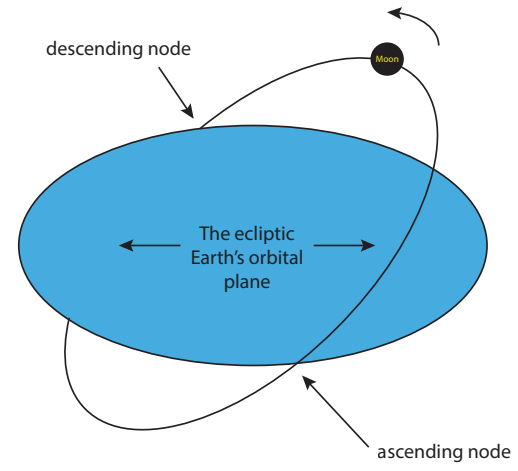 Moon
descending node
The ecliptic
Earth's orbital
plane
ascending node